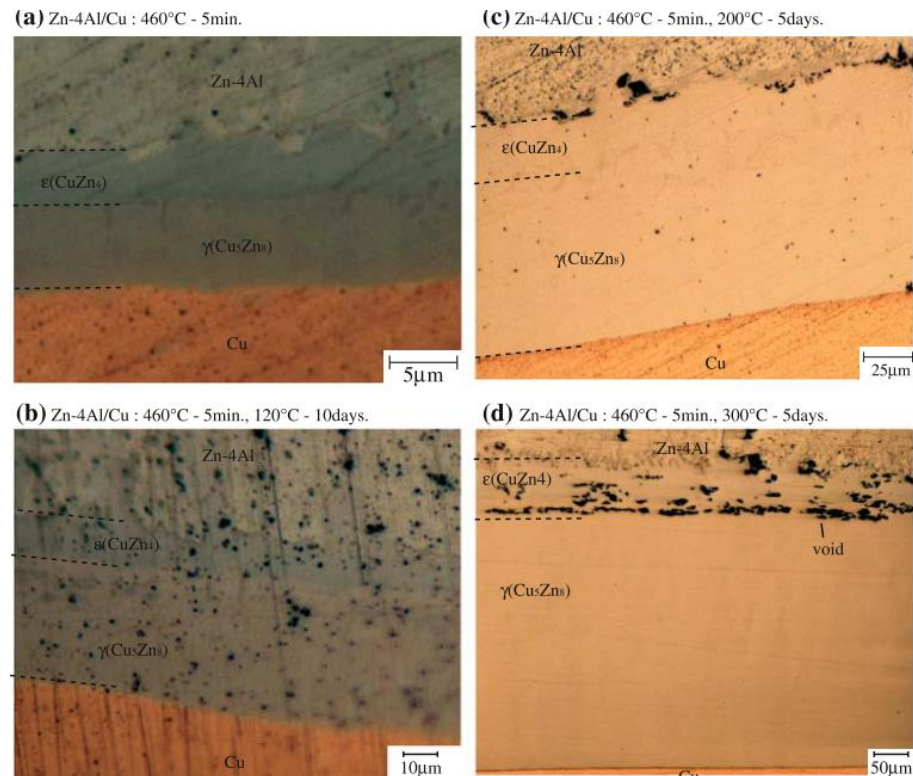 (a) Zn-4Al/Cu : 460°C - 5min.
Zn-4Al
ε(CuZn₄)
γ(Cu₅Zn₈)
Cu
5μm
(b) Zn-4Al/Cu : 460°C - 5min., 120°C - 10days.
Zn-4Al
ε(CuZn₄)
γ(Cu₅Zn₈)
Cu
10μm
(c) Zn-4Al/Cu : 460°C - 5min., 200°C - 5days.
Zn-4Al
ε(CuZn₄)
γ(Cu₅Zn₈)
Cu
25μm
(d) Zn-4Al/Cu : 460°C - 5min., 300°C - 5days.
Zn-4Al
ε(CuZn4)
void
γ(Cu₅Zn₈)
Cu
50μm